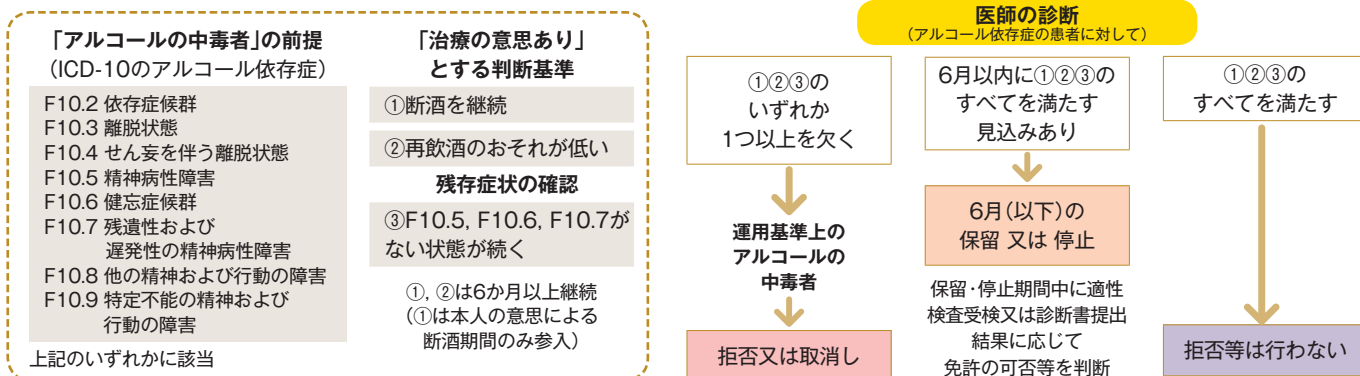 「アルコールの中毒者」の前提
（ICD-10のアルコール依存症）
F10.2 依存症候群
F10.3 離脱状態
F10.4 せん妄を伴う離脱状態
F10.5 精神病性障害
F10.6 健忘症候群
F10.7 残遺性および
遅発性の精神病性障害
F10.8 他の精神および行動の障害
F10.9 特定不能の精神および
行動の障害
上記のいずれかに該当
「治療の意思あり」
とする判断基準
①断酒を継続
②再飲酒のおそれが低い
残存症状の確認
③F10.5, F10.6, F10.7が
ない状態が続く
①, ②は6か月以上継続
（①は本人の意思による
断酒期間のみ参入）
医師の診断
（アルコール依存症の患者に対して）
①②③の
いずれか
1つ以上を欠く
運用基準上の
アルコールの
中毒者
拒否又は取消し
6月以内に①②③の
すべてを満たす
見込みあり
6月（以下）の
保留 又は 停止
保留・停止期間中に適性
検査受検又は診断書提出
結果に応じて
免許の可否等を判断
①②③の
すべてを満たす
拒否等は行わない